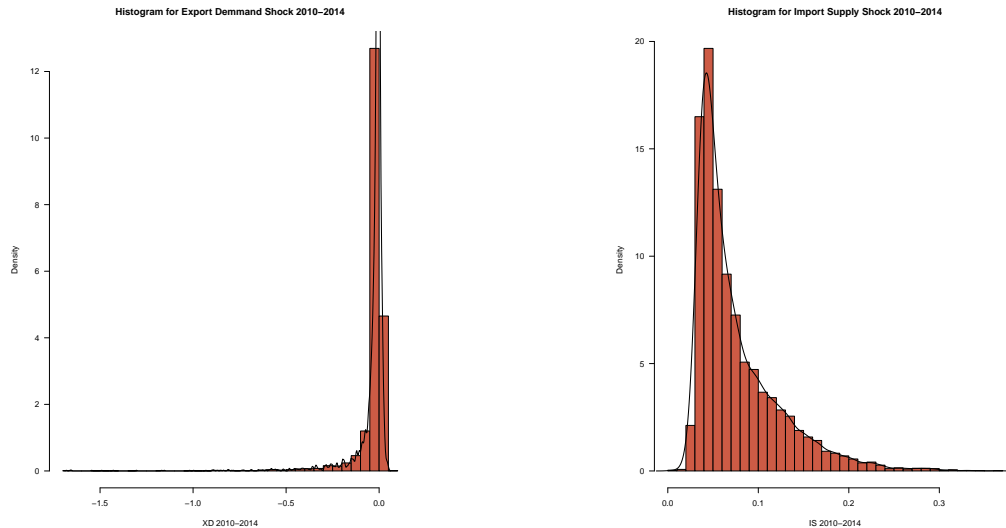 Histogram for Export Demmand Shock 2010−2014
Density
12
10
8
6
4
2
0
−1.5 −1.0 −0.5 0.0
XD 2010−2014
Histogram for Import Supply Shock 2010−2014
Density
20
15
10
5
0
0.0 0.1 0.2 0.3
IS 2010−2014